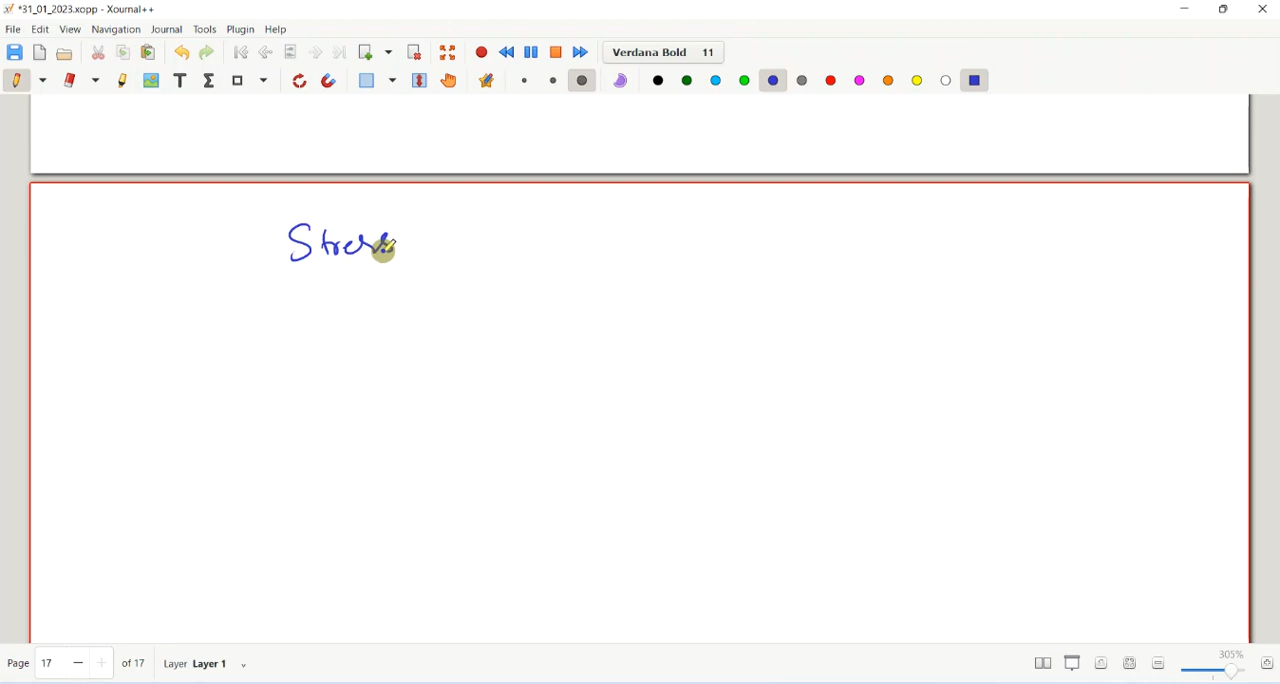 *31_01_2023.xopp - Xournal++
File Edit View Navigation Journal Tools Plugin Help
Verdana Bold 11
Stress
Page 17 of 17 Layer Layer 1
305%